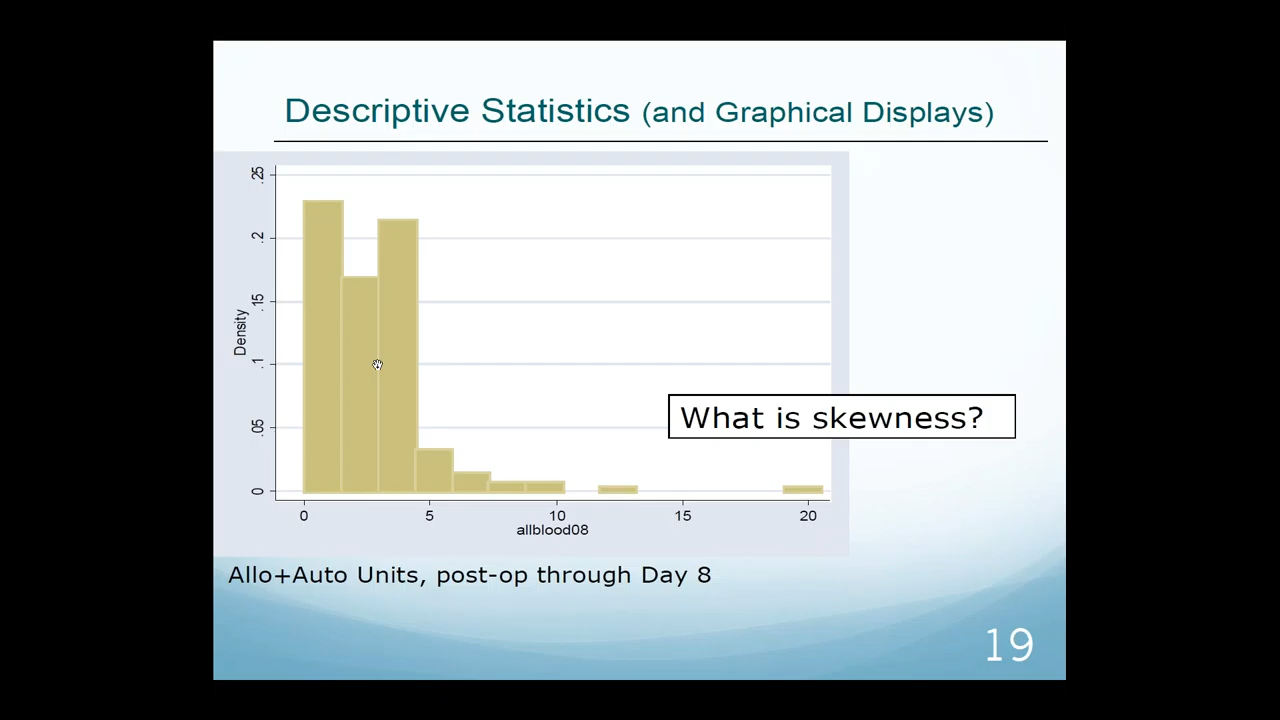 Descriptive Statistics (and Graphical Displays)
.25
.2
.15
.1
.05
0
Density
What is skewness?
0 5 10 15 20
allblood08
Allo+Auto Units, post-op through Day 8
19